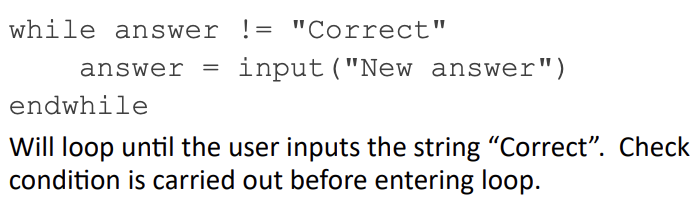 while answer != "Correct"
    answer = input("New answer")
endwhile
Will loop until the user inputs the string “Correct”.  Check
condition is carried out before entering loop.